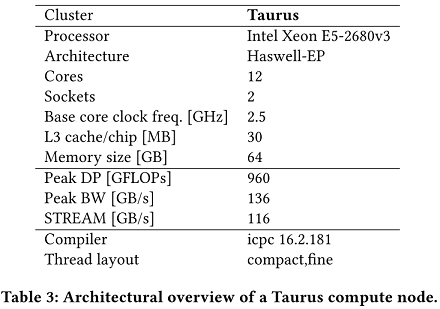 Cluster Taurus
Processor Intel Xeon E5-2680v3
Architecture Haswell-EP
Cores 12
Sockets 2
Base core clock freq. [GHz] 2.5
L3 cache/chip [MB] 30
Memory size [GB] 64
Peak DP [GFLOPs] 960
Peak BW [GB/s] 136
STREAM [GB/s] 116
Compiler icpc 16.2.181
Thread layout compact,fine
Table 3: Architectural overview of a Taurus compute node.